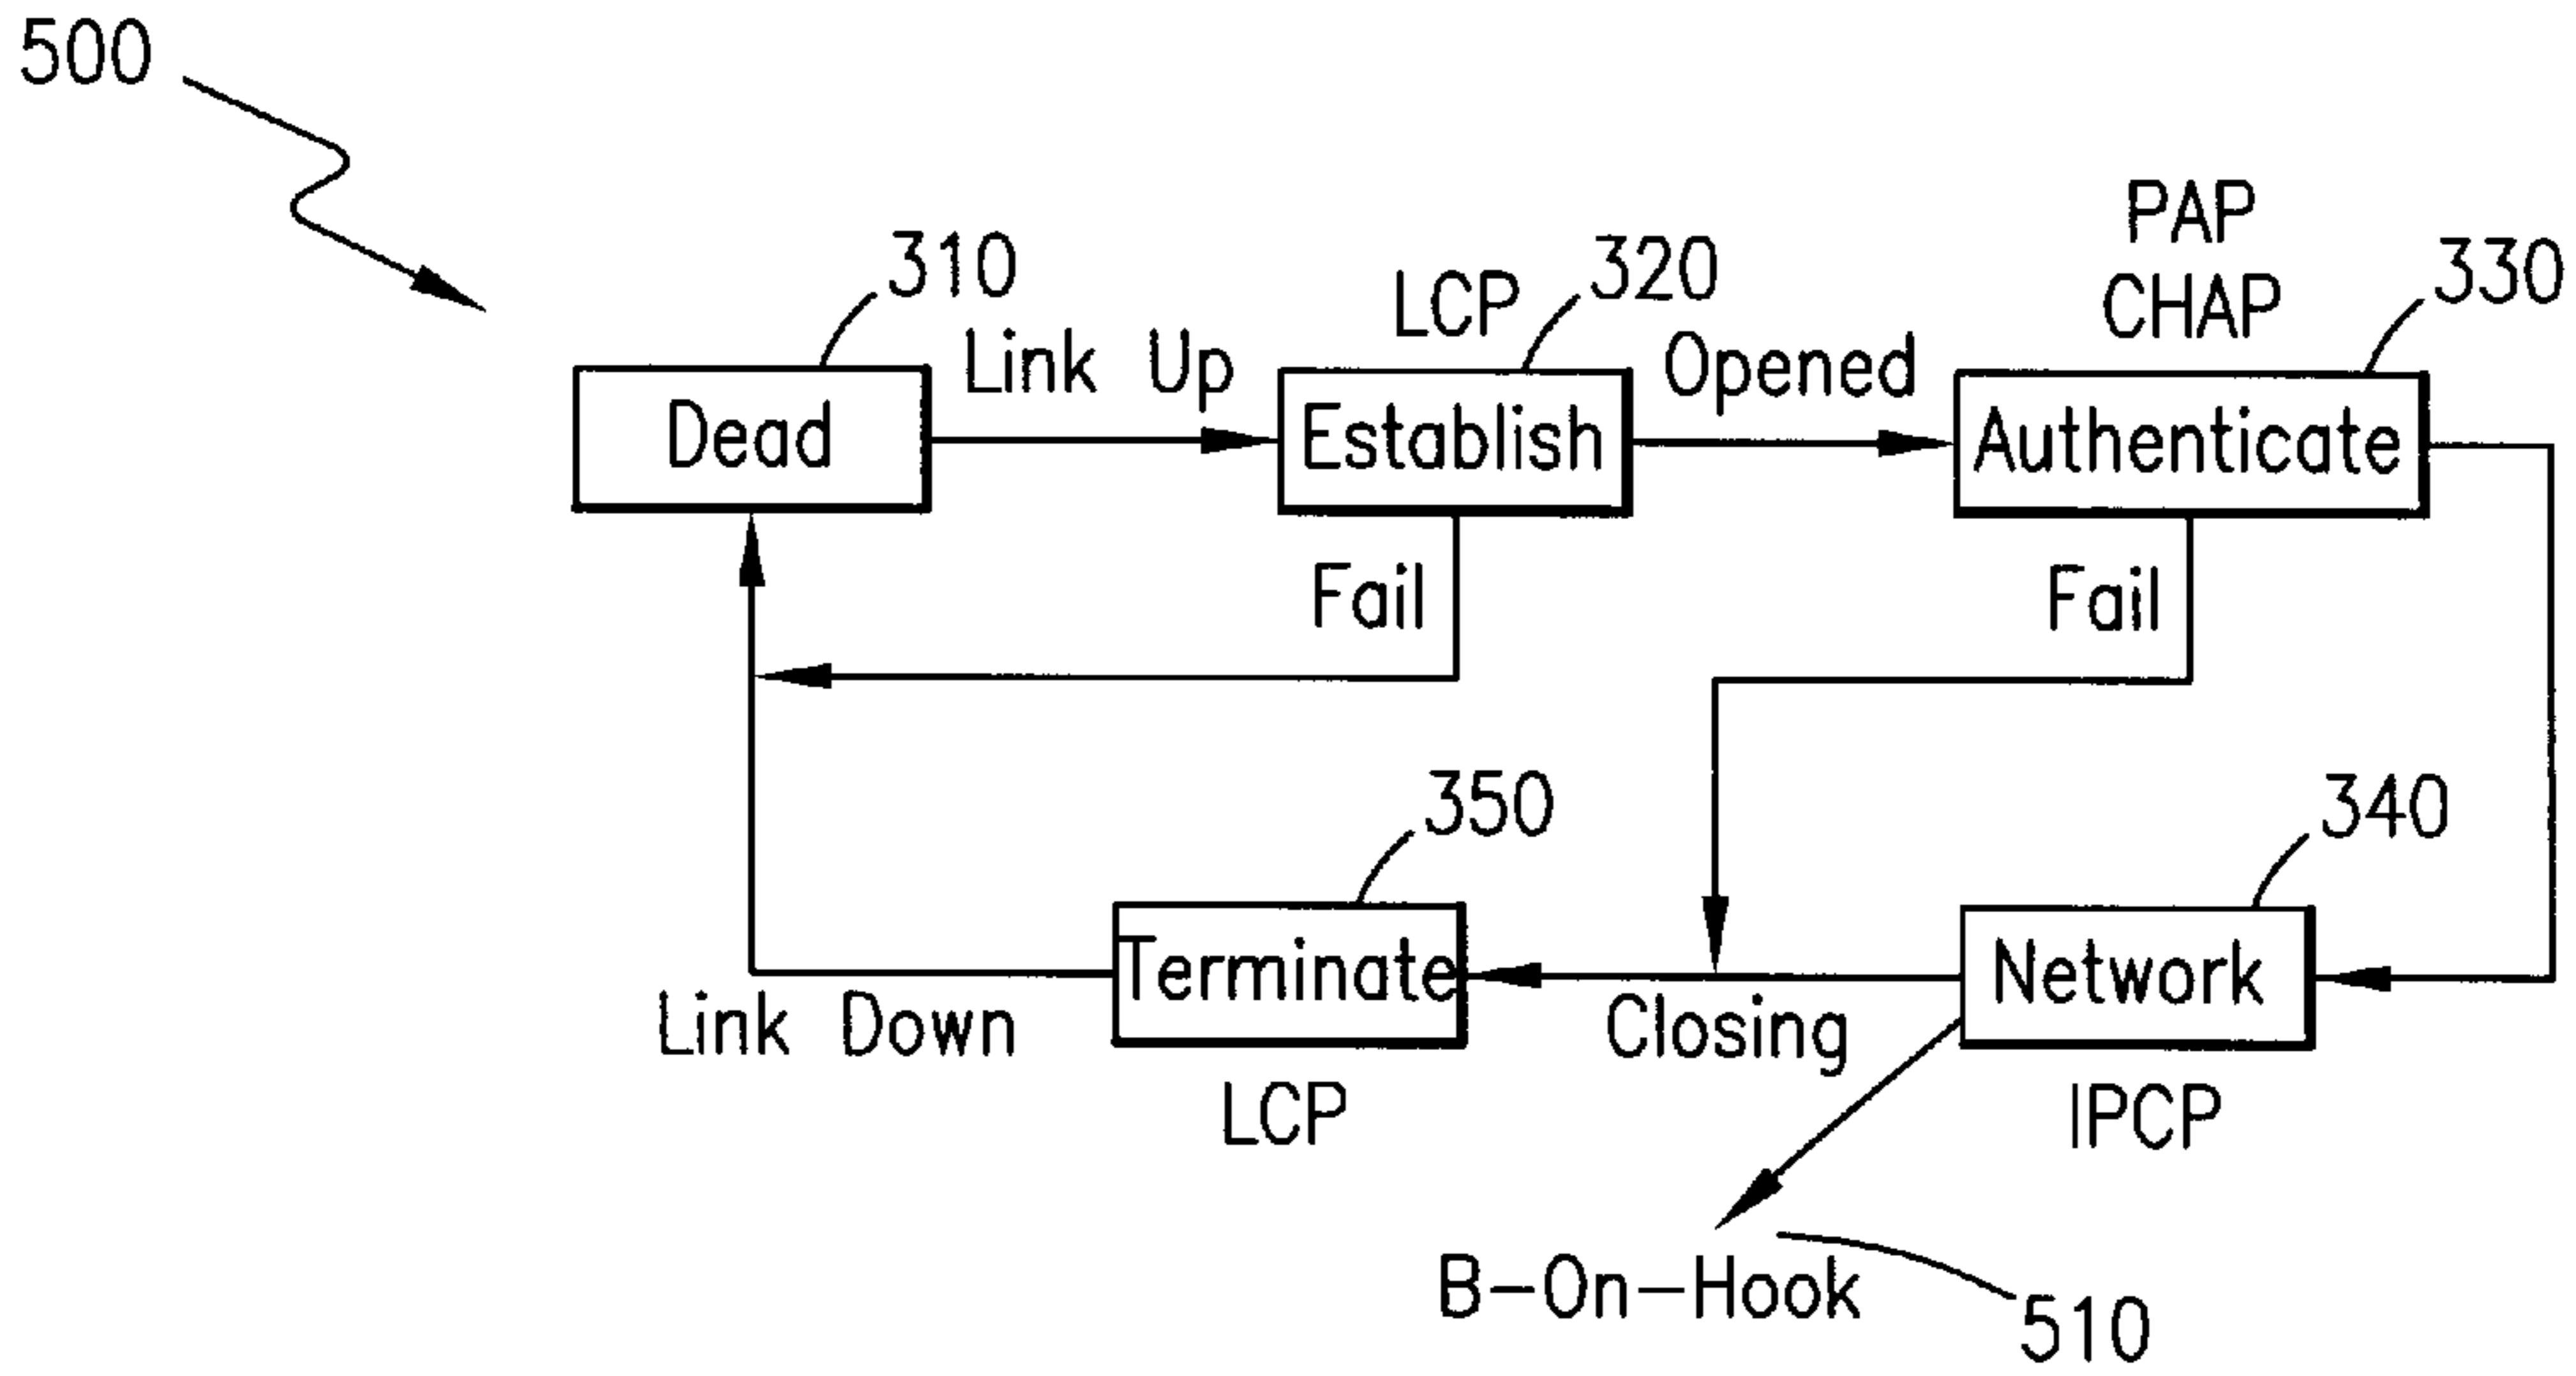 500
PAP
310
LCP
320
CHAP
330
Link Up
Opened
Dead
Establish
Authenticate
Fail
Fail
350
340
Terminate
Network
Link Down
Closing
LCP
IPCP
B-On-Hook
510